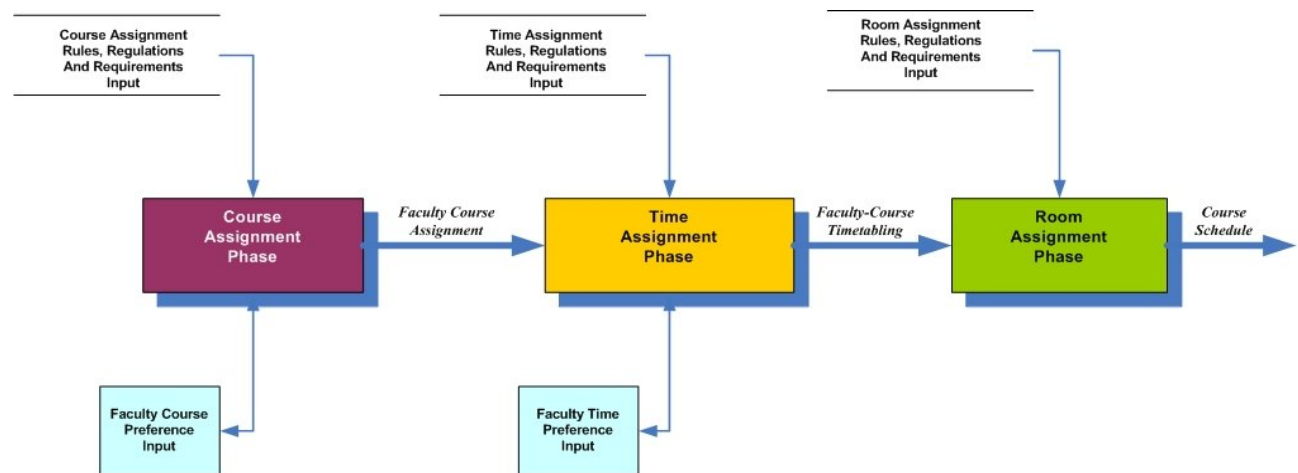 Course Assignment
Rules, Regulations
And Requirements
Input
Time Assignment
Rules, Regulations
And Requirements
Input
Room Assignment
Rules, Regulations
And Requirements
Input
Course
Assignment
Phase
Faculty Course
Assignment
Time
Assignment
Phase
Faculty-Course
Timetabling
Room
Assignment
Phase
Course
Schedule
Faculty Course
Preference
Input
Faculty Time
Preference
Input